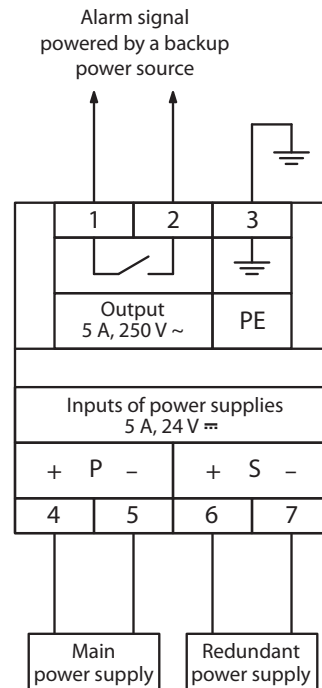 Alarm signal
powered by a backup
power source
1 2 3
Output
5 A, 250 V ~
PE
Inputs of power supplies
5 A, 24 V ⎓
+ P – + S –
4 5 6 7
Main
power supply
Redundant
power supply